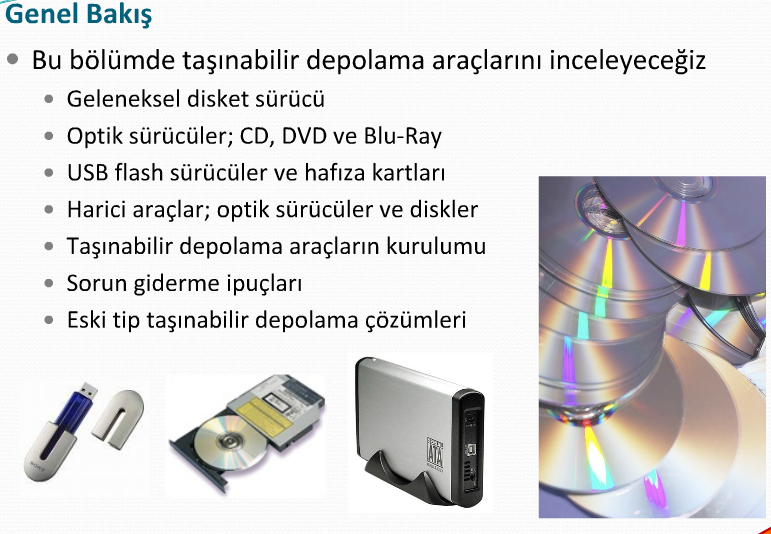 Genel Bakış
Bu bölümde taşınabilir depolama araçlarını inceleyeceğiz
Geleneksel disket sürücü
Optik sürücüler; CD, DVD ve Blu-Ray
USB flash sürücüler ve hafıza kartları
Harici araçlar; optik sürücüler ve diskler
Taşınabilir depolama araçların kurulumu
Sorun giderme ipuçları
Eski tip taşınabilir depolama çözümleri
SONY
ATA